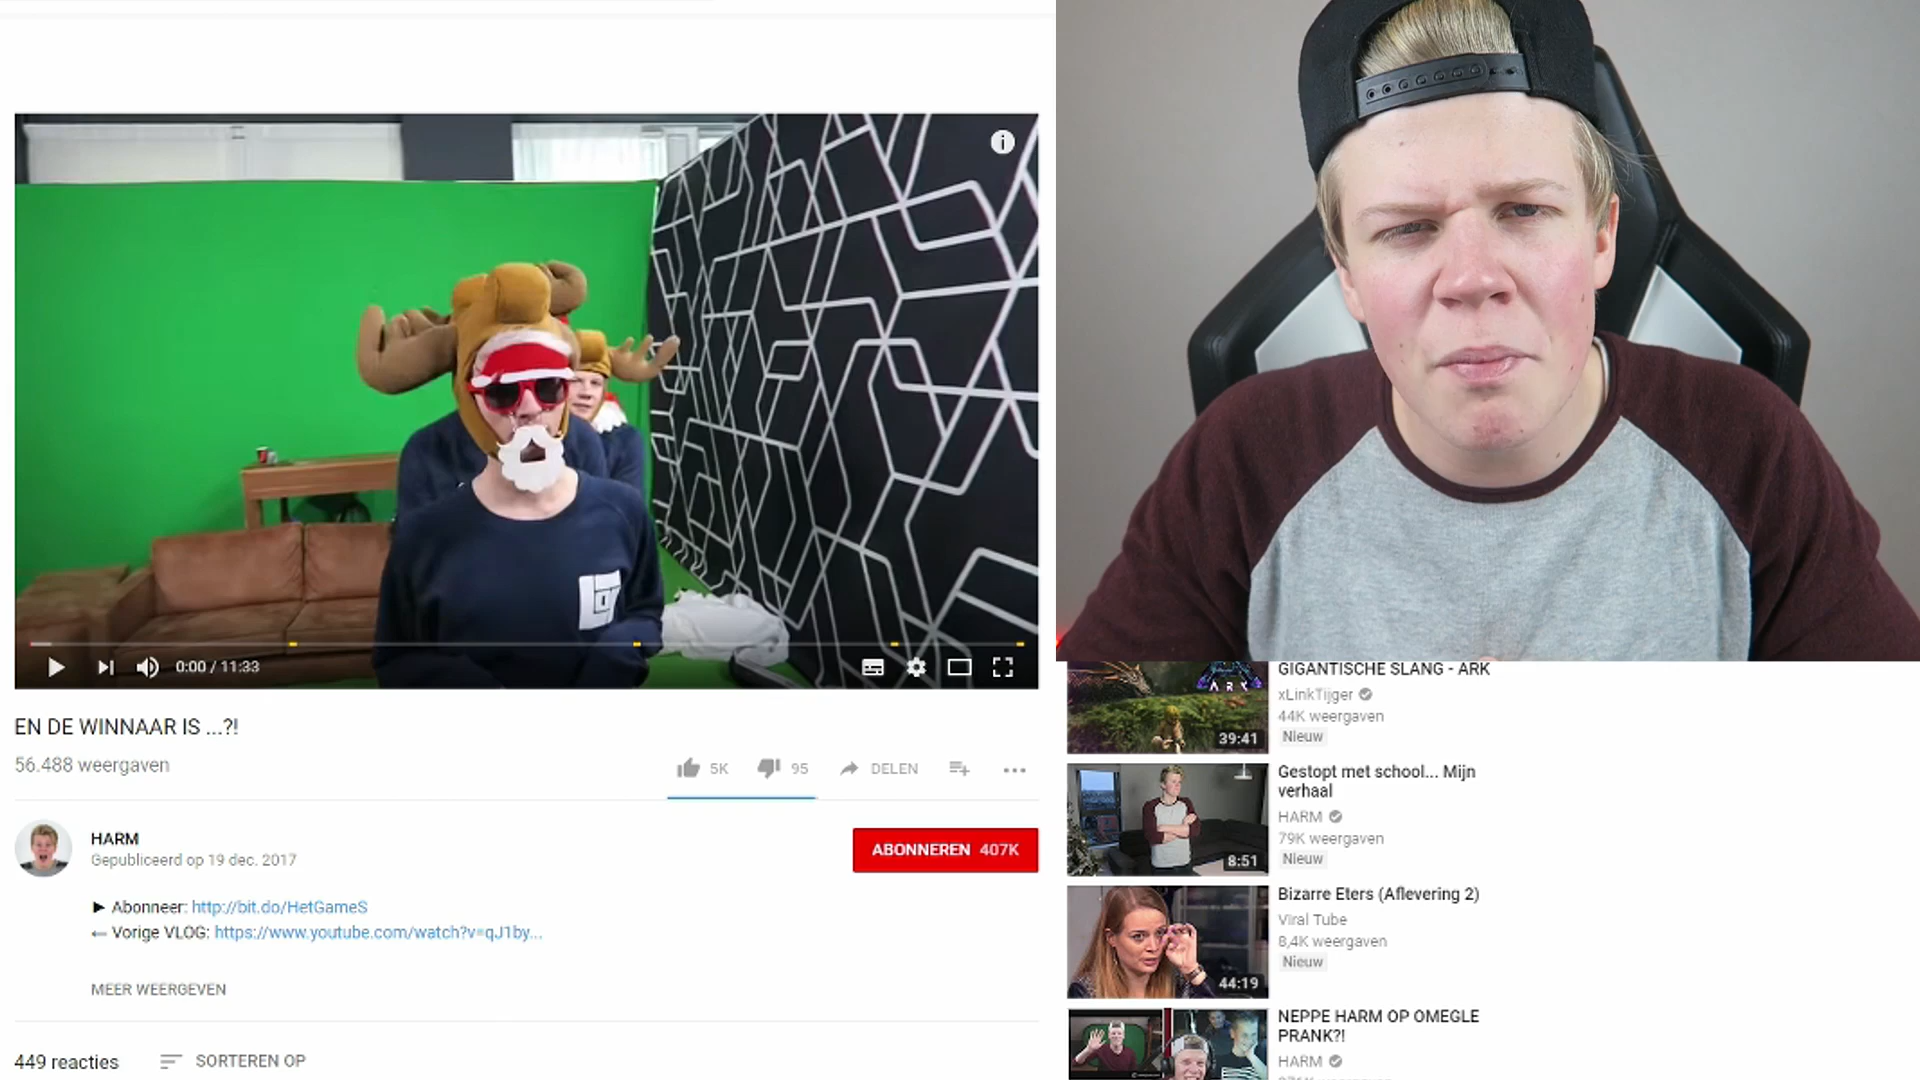 0:00 / 11:33
EN DE WINNAAR IS ...?!
56.488 weergaven
5K
95
DELEN
HARM
Gepubliceerd op 19 dec. 2017
ABONNEREN 407K
► Abonneer: http://bit.do/HetGameS
⟵ Vorige VLOG: https://www.youtube.com/watch?v=qJ1by...
MEER WEERGEVEN
449 reacties
SORTEREN OP
ARK
39:41
GIGANTISCHE SLANG - ARK
xLinkTijger
44K weergaven
Nieuw
8:51
Gestopt met school... Mijn
verhaal
HARM
79K weergaven
Nieuw
44:19
Bizarre Eters (Aflevering 2)
Viral Tube
8,4K weergaven
Nieuw
NEPPE HARM OP OMEGLE
PRANK?!
HARM